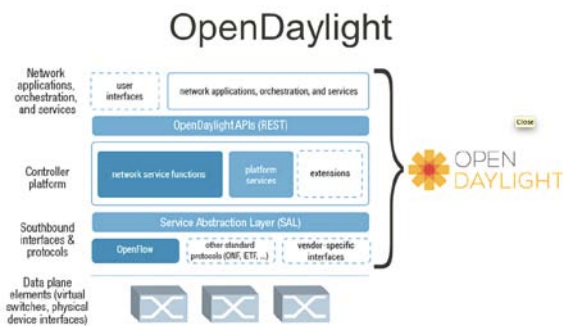 OpenDaylight
Network
applications,
orchestration,
and services
user
interfaces
network applications, orchestration, and services
OpenDaylight APIs (REST)
Close
OPEN
DAYLIGHT
Controller
platform
network service functions
platform
services
extensions
Southbound
interfaces &
protocols
Service Abstraction Layer (SAL)
OpenFlow
other standard
protocols (ONF, IETF, ...)
vendor-specific
interfaces
Data plane
elements (virtual
switches, physical
device interfaces)